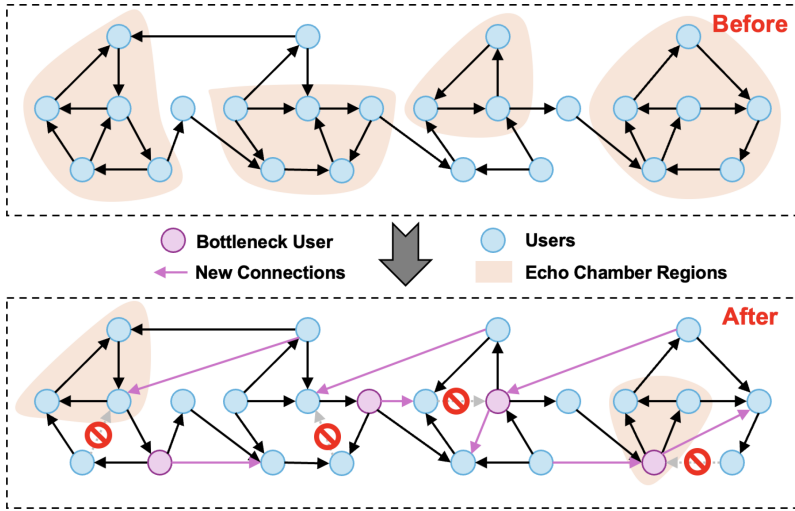 Before
Bottleneck User
Users
New Connections
Echo Chamber Regions
After